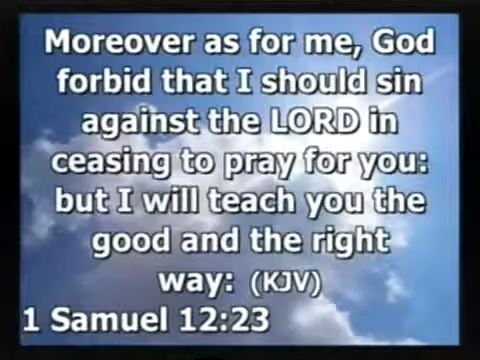 Moreover as for me, God
forbid that I should sin
against the LORD in
ceasing to pray for you:
but I will teach you the
good and the right
way: (KJV)
1 Samuel 12:23